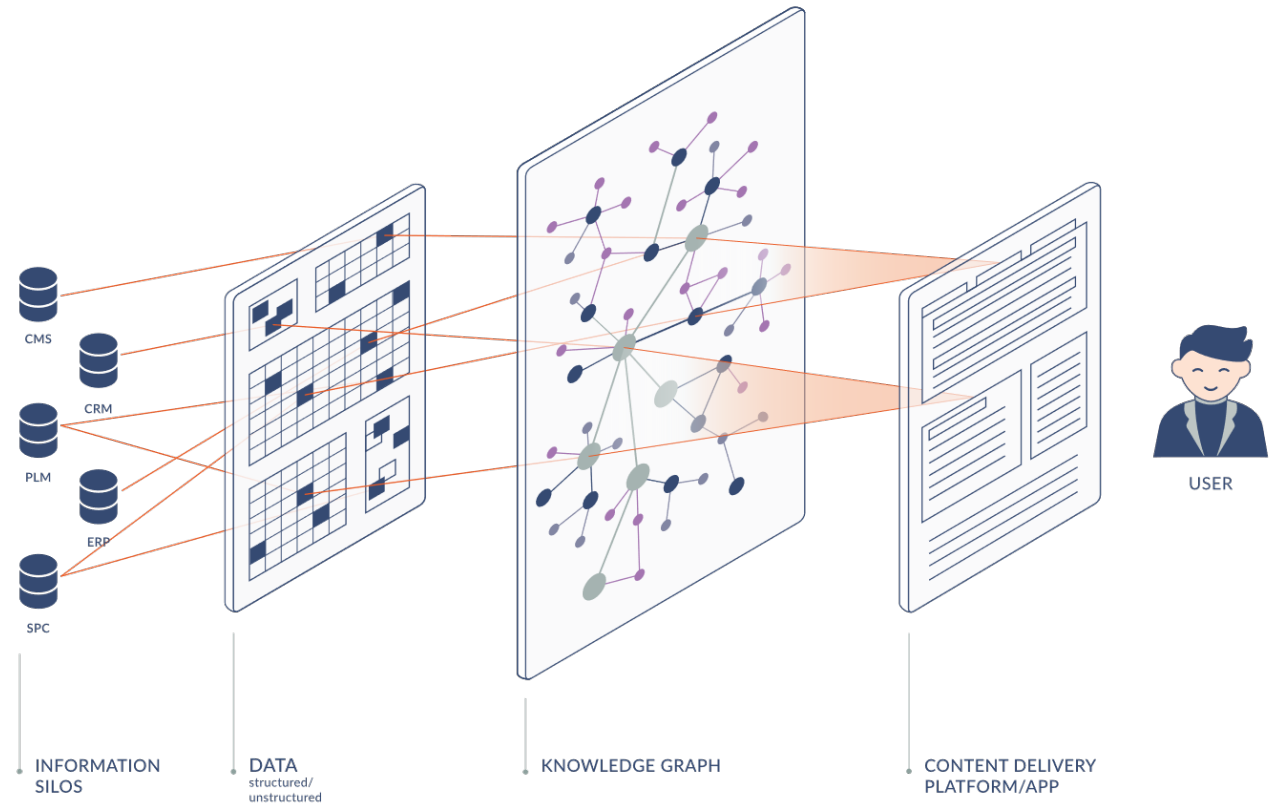 CMS
CRM
PLM
ERP
SPC
USER
INFORMATION
SILOS
DATA
structured/
unstructured
KNOWLEDGE GRAPH
CONTENT DELIVERY
PLATFORM/APP